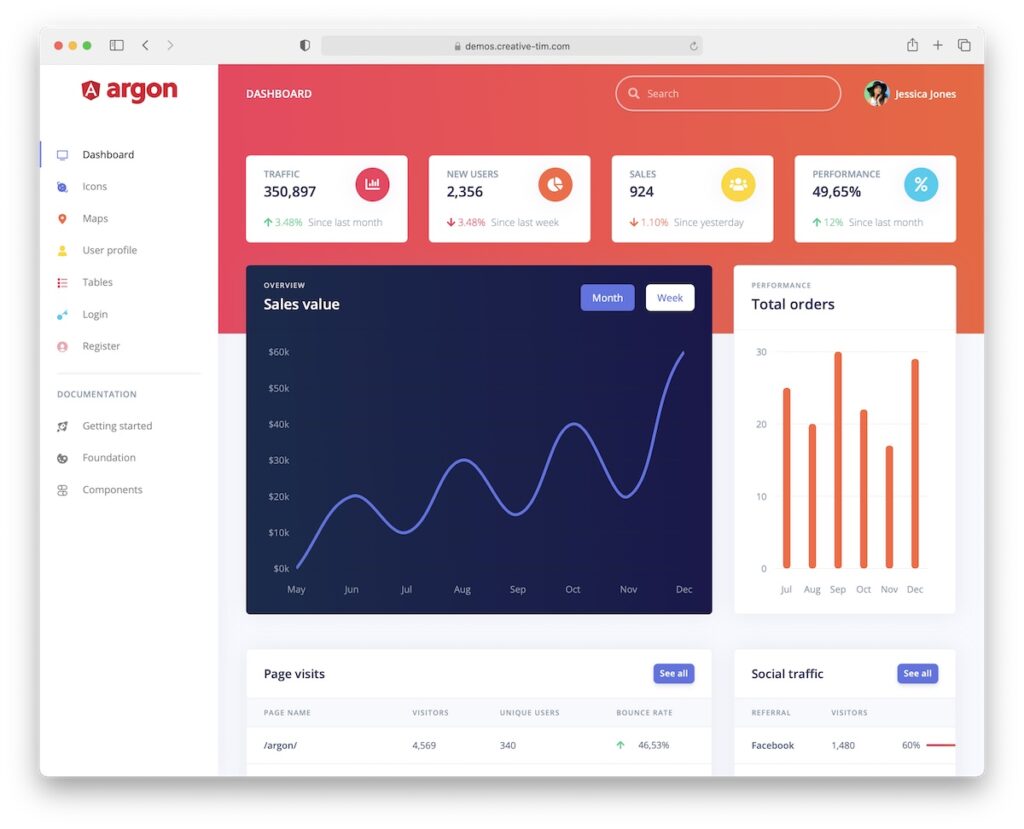 demos.creative-tim.com
argon
DASHBOARD
Search
Jessica Jones
Dashboard
Icons
Maps
User profile
Tables
Login
Register
DOCUMENTATION
Getting started
Foundation
Components
TRAFFIC
350,897
3.48% Since last month
NEW USERS
2,356
3.48% Since last week
SALES
924
1.10% Since yesterday
PERFORMANCE
49,65%
12% Since last month
OVERVIEW
Sales value
Month
Week
$60k
$50k
$40k
$30k
$20k
$10k
$0k
May Jun Jul Aug Sep Oct Nov Dec
PERFORMANCE
Total orders
30
20
10
0
Jul Aug Sep Oct Nov Dec
Page visits
See all
PAGE NAME VISITORS UNIQUE USERS BOUNCE RATE
/argon/ 4,569 340 46,53%
Social traffic
See all
REFERRAL VISITORS
Facebook 1,480 60%